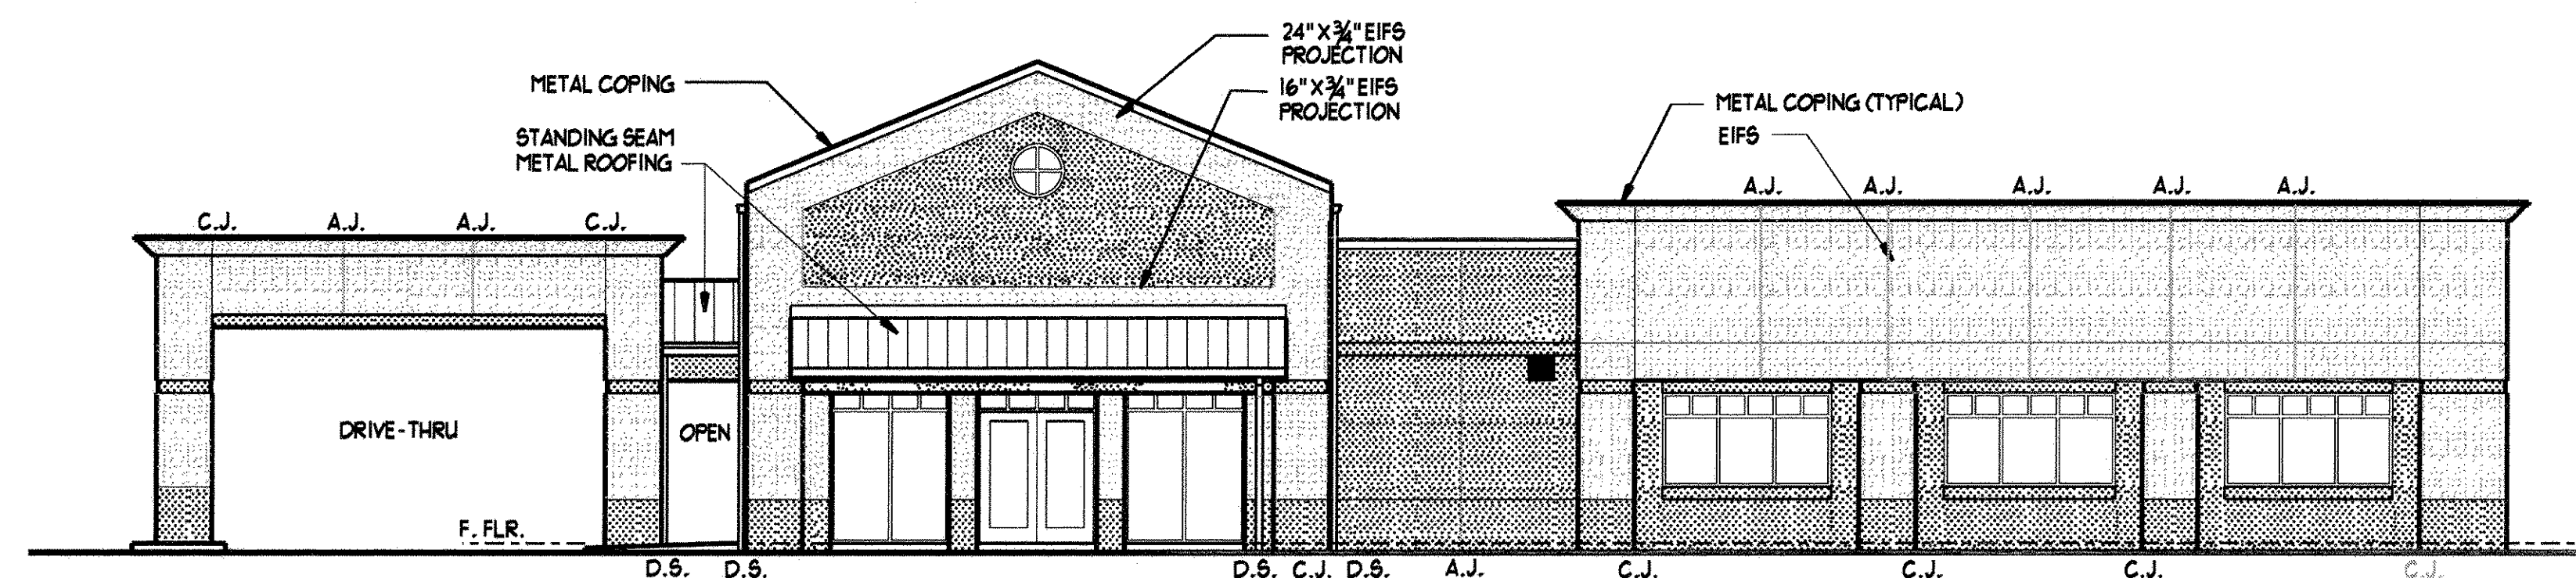 24"X¾"EIFS
PROJECTION
16"X¾"EIFS
PROJECTION
METAL COPING
STANDING SEAM
METAL ROOFING
METAL COPING (TYPICAL)
EIFS
A.J. A.J. A.J. A.J. A.J.
C.J. A.J. A.J. C.J.
DRIVE-THRU
OPEN
F. FLR.
D.S. D.S. D.S. C.J. D.S. A.J. C.J. C.J. C.J. C.J.